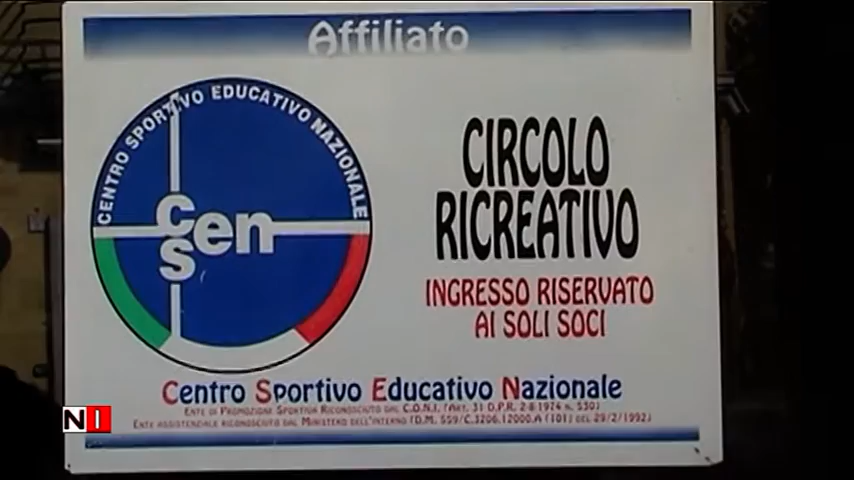 Affiliato
CENTRO SPORTIVO EDUCATIVO NAZIONALE
csen
CIRCOLO
RICREATIVO
INGRESSO RISERVATO
AI SOLI SOCI
Centro Sportivo Educativo Nazionale
Ente di Promozione Sportiva Riconosciuto dal C.O.N.I. (Art. 31 D.P.R. 2-8-1974 n. 530)
Ente assistenziale riconosciuto dal Ministero dell'Interno (D.M. 559/C.3206.12000.A (101) del 29/2/1992)
NI